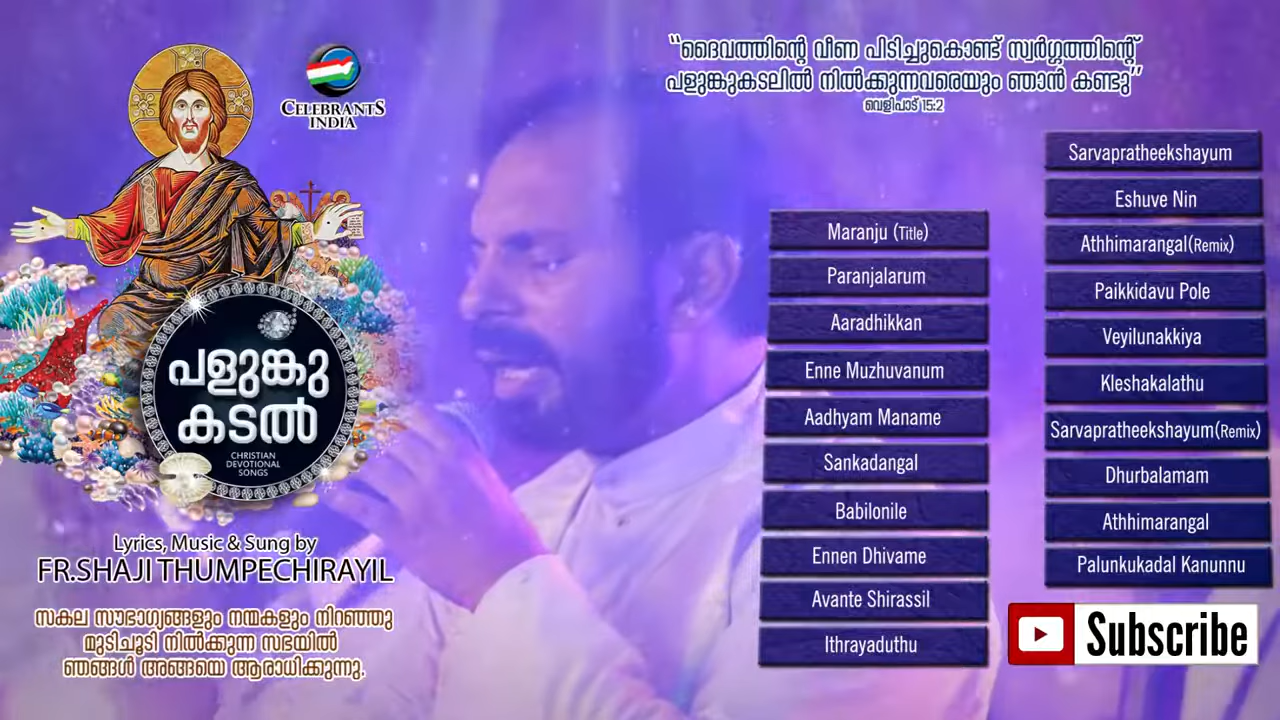 “ദൈവത്തിന്റെ വീണ പിടിച്ചുകൊണ്ട് സ്വർഗ്ഗത്തിന്റെ
പളുങ്കുകടലിൽ നിൽക്കുന്നവരെയും ഞാൻ കണ്ടു”
വെളിപാട് 15:2
CELEBRANTS
INDIA
പളുങ്കു
കടൽ
CHRISTIAN
DEVOTIONAL
SONGS
Lyrics, Music & Sung by
FR.SHAJI THUMPECHIRAYIL
സകല സൗഭാഗ്യങ്ങളും നന്മകളും നിറഞ്ഞു
മുടിചൂടി നിൽക്കുന്ന സഭയിൽ
ഞങ്ങൾ അങ്ങയെ ആരാധിക്കുന്നു.
Maranju (Title)
Paranjalarum
Aaradhikkan
Enne Muzhuvanum
Aadhyam Maname
Sankadangal
Babilonile
Ennen Dhivame
Avante Shirassil
Ithrayaduthu
Sarvapratheekshayum
Eshuve Nin
Athhimarangal(Remix)
Paikkidavu Pole
Veyilunakkiya
Kleshakalathu
Sarvapratheekshayum(Remix)
Dhurbalamam
Athhimarangal
Palunkukadal Kanunnu
Subscribe